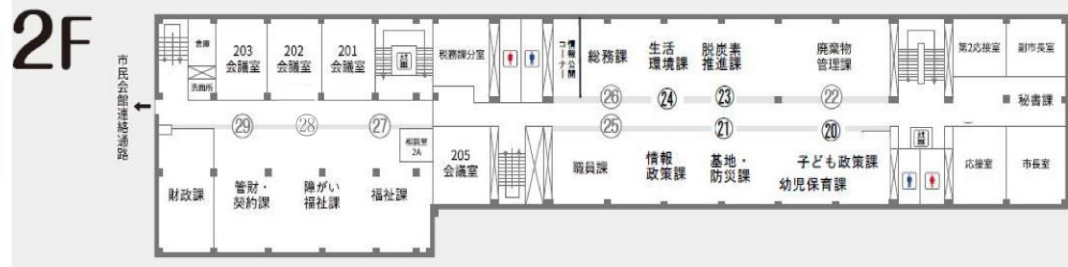 2F
市民会館連絡通路
倉庫
洗面所
203
会議室
202
会議室
201
会議室
税務課分室
情報公開
コーナー
総務課
生活
環境課
脱炭素
推進課
廃棄物
管理課
第2応接室
副市長室
秘書課
26
24
23
22
29
28
27
25
21
20
相談室
2A
205
会議室
財政課
管財・
契約課
障がい
福祉課
福祉課
職員課
情報
政策課
基地・
防災課
子ども政策課
幼児保育課
応接室
市長室